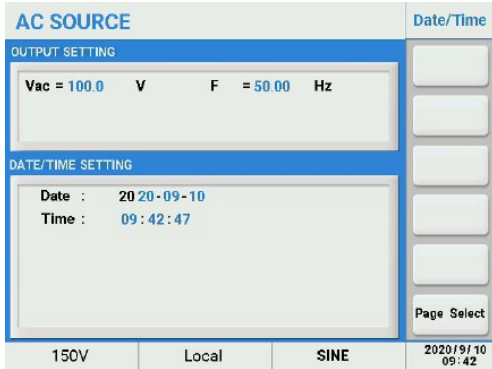 AC SOURCE
Date/Time
OUTPUT SETTING
Vac = 100.0 V F = 50.00 Hz
DATE/TIME SETTING
Date : 2020-09-10
Time : 09:42:47
Page Select
150V Local SINE 2020/9/10
09:42